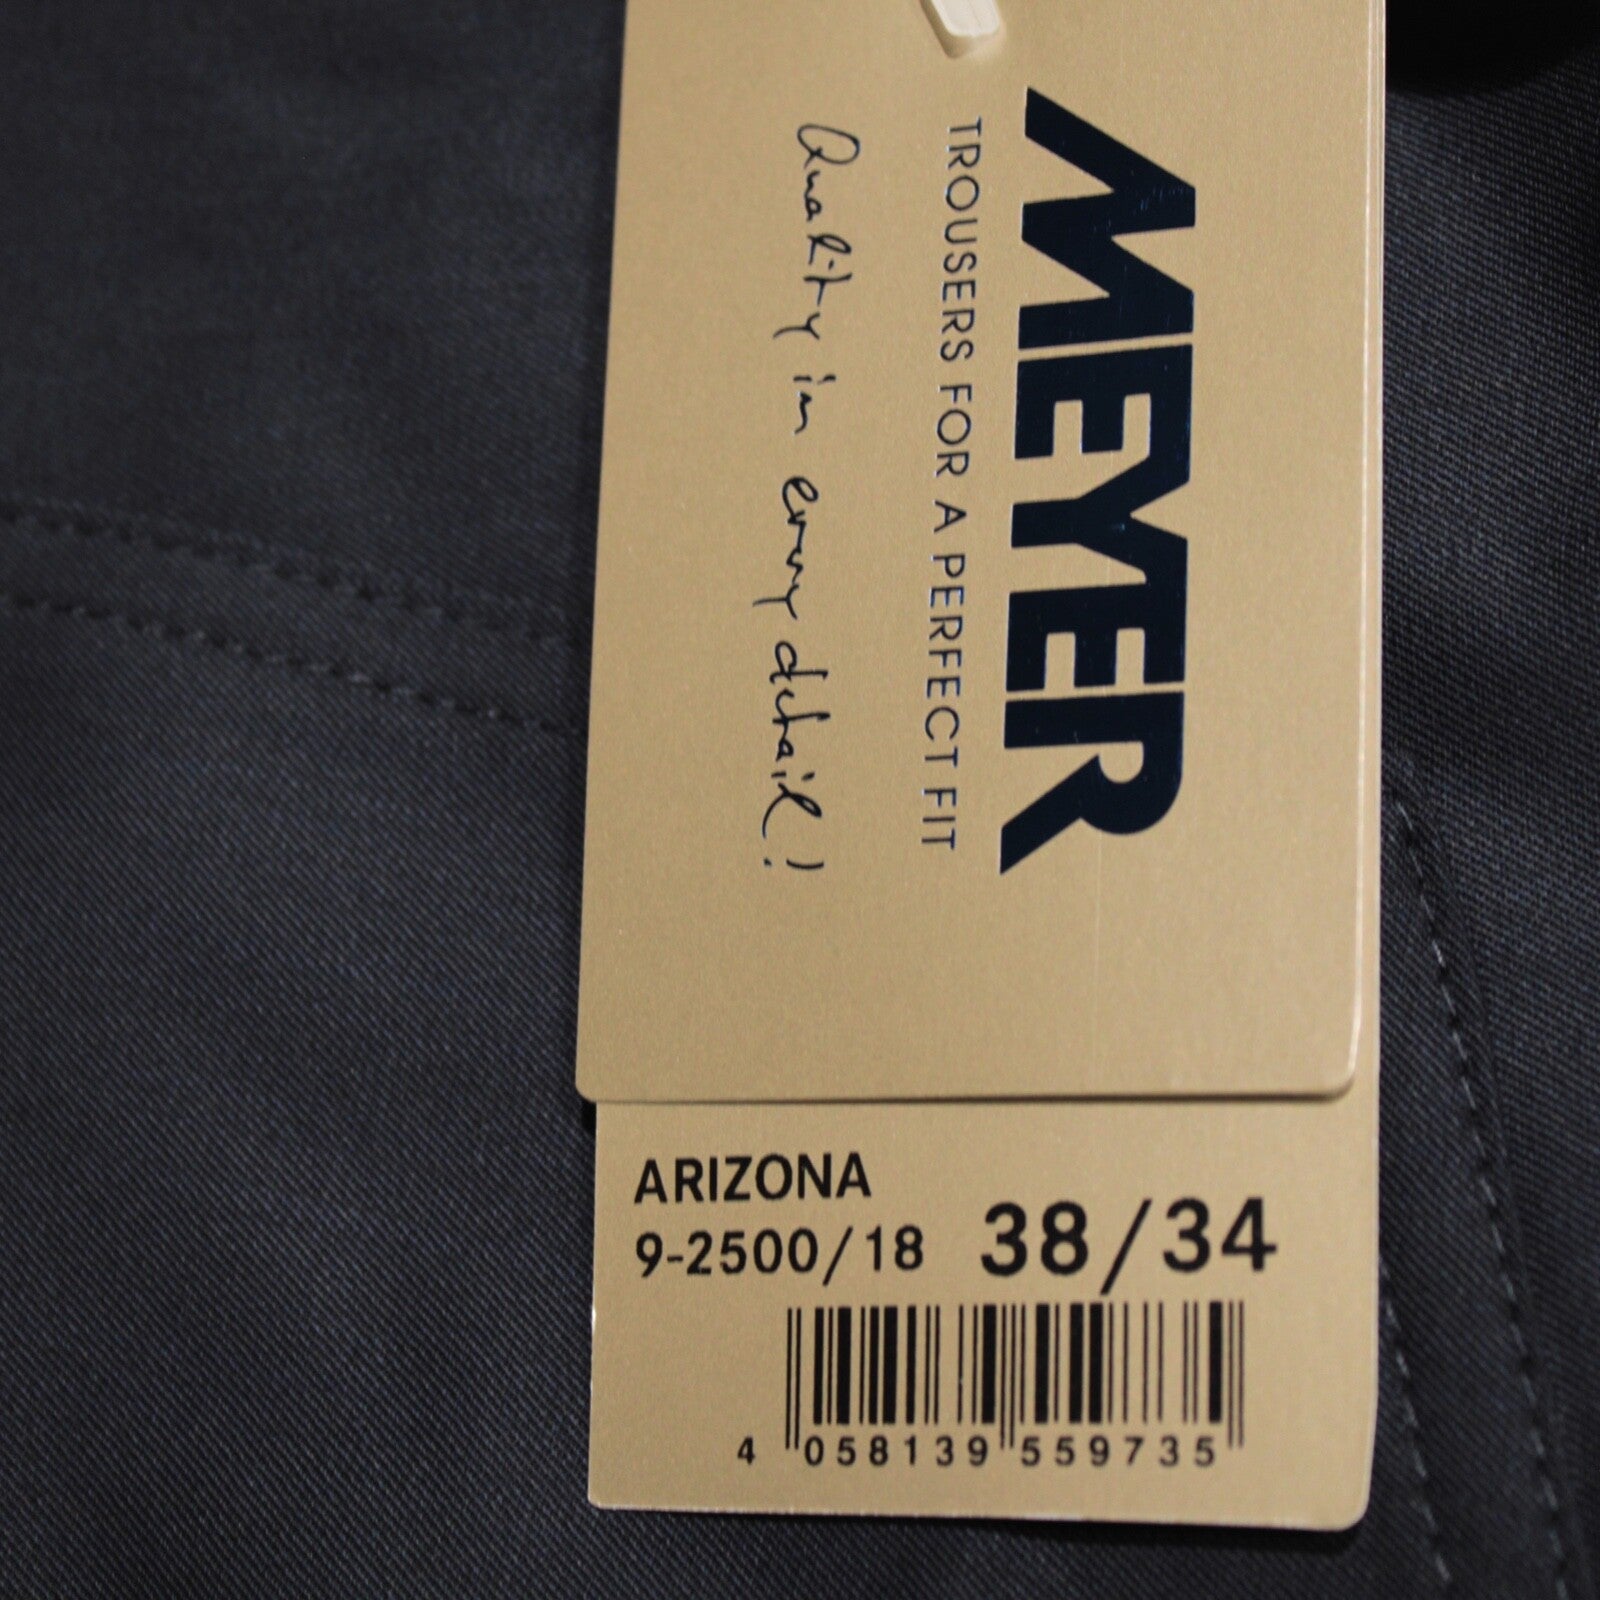 MEYER
TROUSERS FOR A PERFECT FIT
Quality in every detail!
ARIZONA
9-2500/18 38/34
4 058139 559735